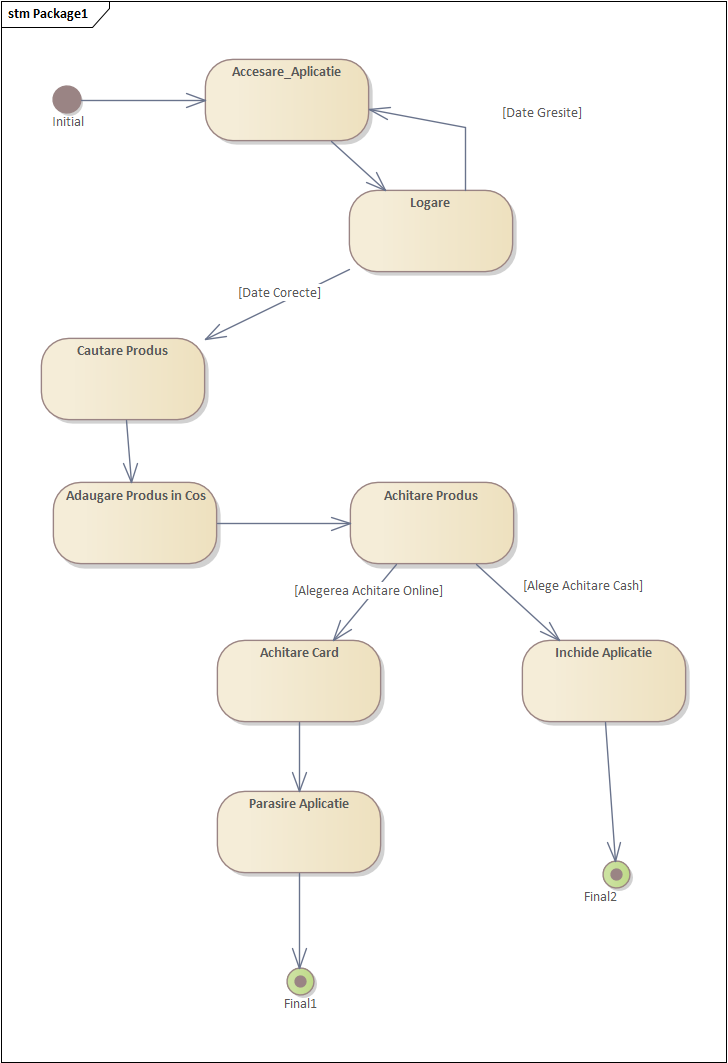 stm Package1
Accesare_Aplicatie
Initial
[Date Gresite]
Logare
[Date Corecte]
Cautare Produs
Adaugare Produs in Cos
Achitare Produs
[Alegerea Achitare Online]
[Alege Achitare Cash]
Achitare Card
Inchide Aplicatie
Parasire Aplicatie
Final2
Final1